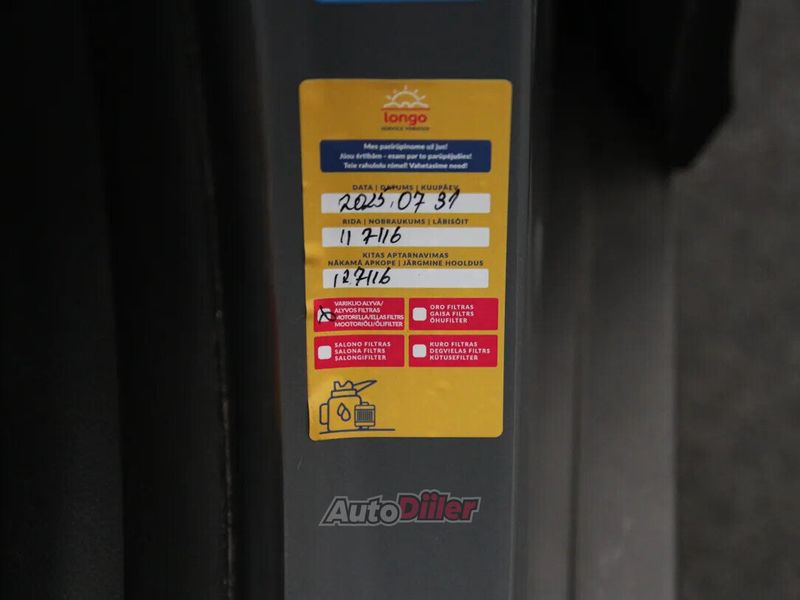 longo
SERVICE VERIFIED
Mes pasirūpinome už jus!
Jūsu ērtībām - esam par to parūpējušies!
Teie rahulolu nimel! Vahetasime need!
DATA | DATUMS | KUUPÄEV
2025.07 31
RIDA | NOBRAUKUMS | LÄBISÕIT
117116
KITAS APTARNAVIMAS
NĀKAMĀ APKOPE | JÄRGMINE HOOLDUS
127116
X
VARIKLIO ALYVA/
ALYVOS FILTRAS
MOTOREĻĻA/EĻĻAS FILTRS
MOOTORIÕLI/ÕLIFILTER
ORO FILTRAS
GAISA FILTRS
ÕHUFILTER
SALONO FILTRAS
SALONA FILTRS
SALONGIFILTER
KURO FILTRAS
DEGVIELAS FILTRS
KÜTUSEFILTER
AutoDiiler